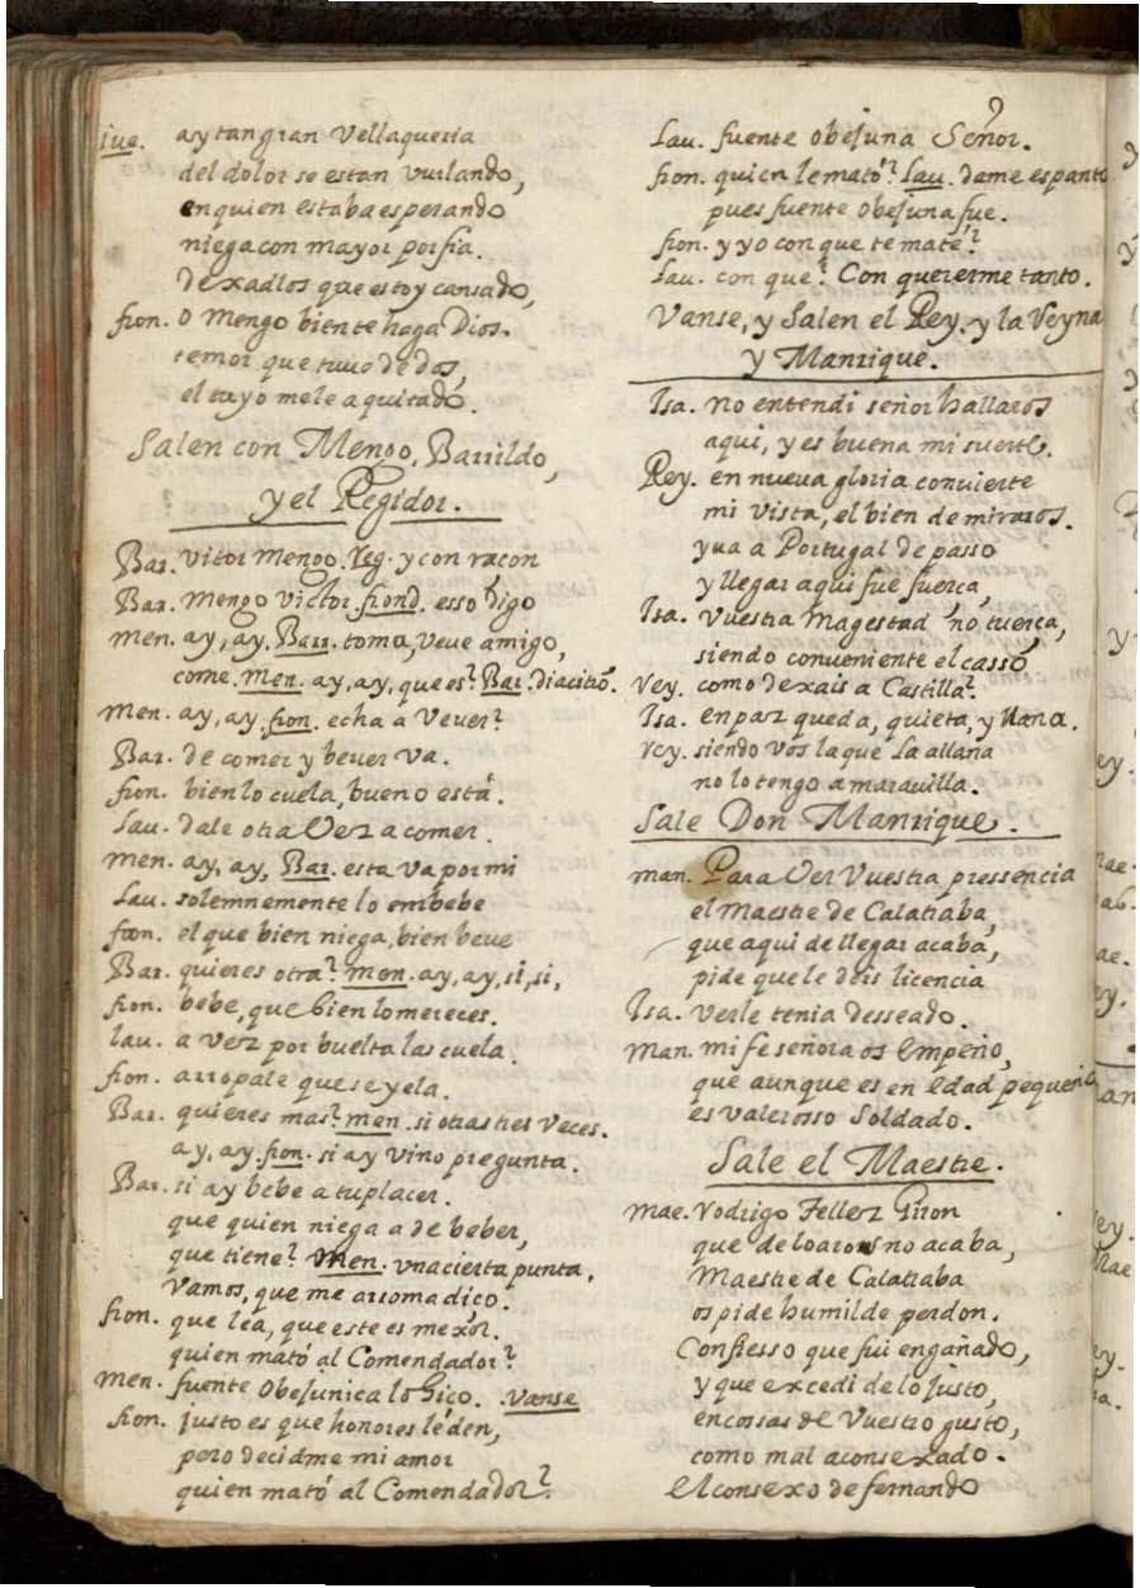 jue. ay tan gran Vellaqueria
del dolor se estan vurlando,
en quien estaba esperando
niega con mayor porfia.
dexadlos que estoy cansado,
fron. O Mengo bien te haga Dios.
temor que tuuo de dos,
el tuyo me le a quitado.
Salen con Mengo, Barrildo,
y el Regidor.
Bar. vitor mengo. Reg. y con racon
Bar. mengo victor. frond. esso digo
men. ay, ay. Barr. toma, veue amigo,
come. Men. ay, ay, que es? Bar. diacitró.
Men. ay, ay. fron. echa a Veuer?
Bar. de comer y beuer va.
fron. bien lo cuela, bueno está.
Lau. dale otra Vez a comer.
men. ay, ay, Bar. esta va por mi
Lau. solemnemente lo embebe
fron. el que bien niega, bien beue
Bar. quieres otra? men. ay, ay, si, si,
fron. bebe, que bien lo mereces.
lau. a vez por buelta las cuela.
fron. arropale que se yela.
Bar. quieres mas? men. si otras tres veces.
ay, ay. fron. si ay vino pregunta.
Bar. si ay bebe a tu placer.
que quien niega a de beber,
que tiene? Men. vna cierta punta,
vamos, que me arromadiço.
fron. que lea, que este es mexor.
quien mató al Comendador?
men. fuente Obejunica lo hiço. Vanse
fron. justo es que honores le den,
pero decidme mi amor
quien mató al Comendador?
Lau. fuente obejuna Señor.
fron. quien le mató? Lau. dame espanto
pues fuente Obejuna fue.
fron. y yo con que te maté?
Lau. con que? Con quererme tanto.
Vanse, y Salen el Rey. y la Reyna
y Manrique.
Isa. no entendi señor hallaros
aqui, y es buena mi suerte.
Rey. en nueua gloria conuierte
mi vista, el bien de miraros.
yua a Portugal de passo
y llegar aqui fue fuerca,
Isa. vuestra magestad no tuerça,
siendo conueniente el casso
Rey. como dexais a Castilla?
Isa. en paz queda, quieta, y llana.
rey. siendo vos la que la allana
no lo tengo a marauilla.
Sale Don Manrique.
man. Para Ver Vuestra pressencia
el Maestre de Calatraba,
que aqui de llegar acaba,
pide que le deis licencia
Isa. verle tenia desseado.
Man. mi fe señora os empeño,
que aunque es en edad pequeña
es valerosso Soldado.
Sale el Maestre.
mae. Rodrigo Tellez Giron
que de loaros no acaba,
Maestre de Calatraba
os pide humilde perdon.
Confiesso que fui engañado,
y que excedi de lo justo,
en cossas de Vuestro gusto,
como mal aconsexado.
el consexo de fernando